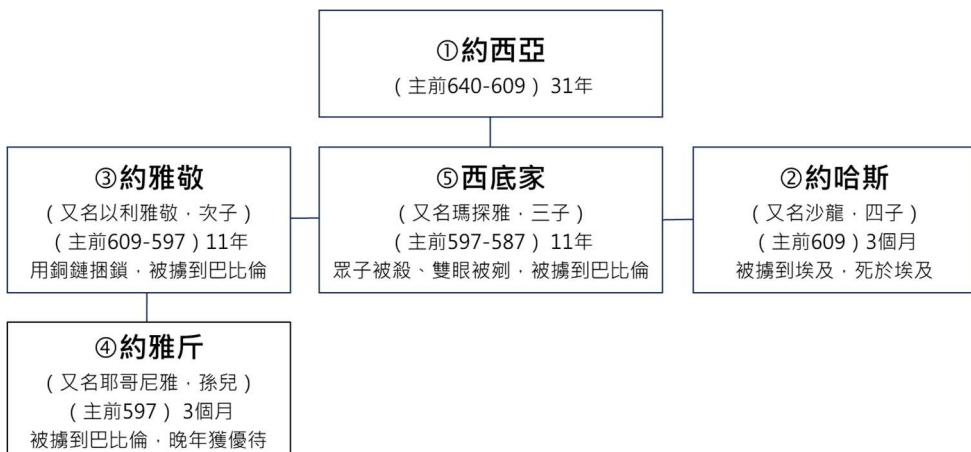 ①約西亞
（主前640-609） 31年
③約雅敬
（又名以利雅敬．次子）
（主前609-597）11年
用銅鏈捆鎖，被擄到巴比倫
⑤西底家
（又名瑪探雅．三子）
（主前597-587）11年
眾子被殺、雙眼被剜，被擄到巴比倫
②約哈斯
（又名沙龍．四子）
（主前609）3個月
被擄到埃及，死於埃及
④約雅斤
（又名耶哥尼雅．孫兒）
（主前597） 3個月
被擄到巴比倫．晚年獲優待